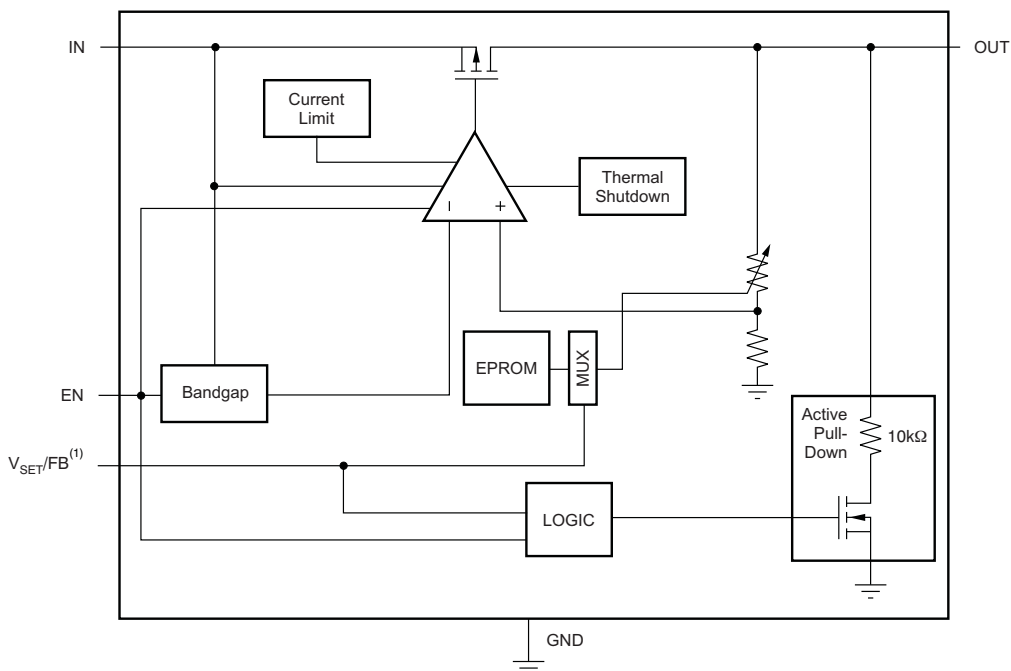 IN
OUT
Current
Limit
Thermal
Shutdown
− +
EPROM
MUX
EN
Bandgap
Active
Pull-
Down
10kΩ
V_SET/FB^(1)
LOGIC
GND